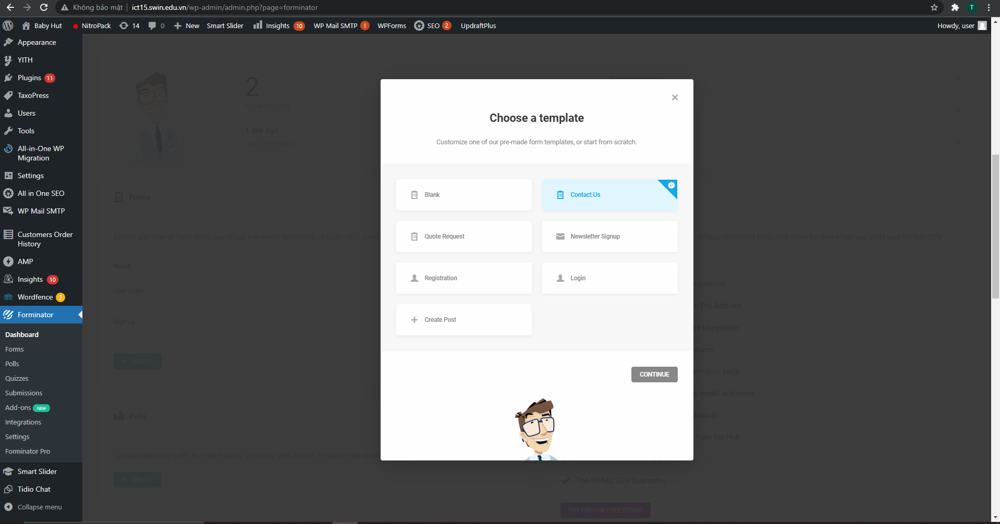 Không bảo mật
ict15.swin.edu.vn/wp-admin/admin.php?page=forminator
T
Baby Hut
NitroPack
14
0
New
Smart Slider
Insights 10
WP Mail SMTP !
WPForms
SEO 2
UpdraftPlus
Howdy, user
Appearance
YITH
Plugins 11
TaxoPress
Users
Tools
All-in-One WP
Migration
Settings
All in One SEO
WP Mail SMTP
Customers Order
History
AMP
Insights 10
Wordfence 3
Forminator
Dashboard
Forms
Polls
Quizzes
Submissions
Add-ons NEW
Integrations
Settings
Forminator Pro
Smart Slider
Tidio Chat
Collapse menu
2
Active Modules
1 day ago
Last Submission
Form Submissions
Forms
Create any type of form from one of our pre-made templates, or build your own
Name
User Login
Sign up
+ CREATE
Polls
Create interactive polls to collect users' opinions, with lots of dynamic options
+ CREATE
Choose a template
Customize one of our pre-made form templates, or start from scratch.
Blank
Contact Us
Quote Request
Newsletter Signup
Registration
Login
Create Post
CONTINUE
marketing tools and more for free when you start your WPMU DEV
payments
Pro Add-ons
integration
pack
, email, and more
from the Hub
The WPMU DEV Guarantee
TRY PRO FOR FREE TODAY!